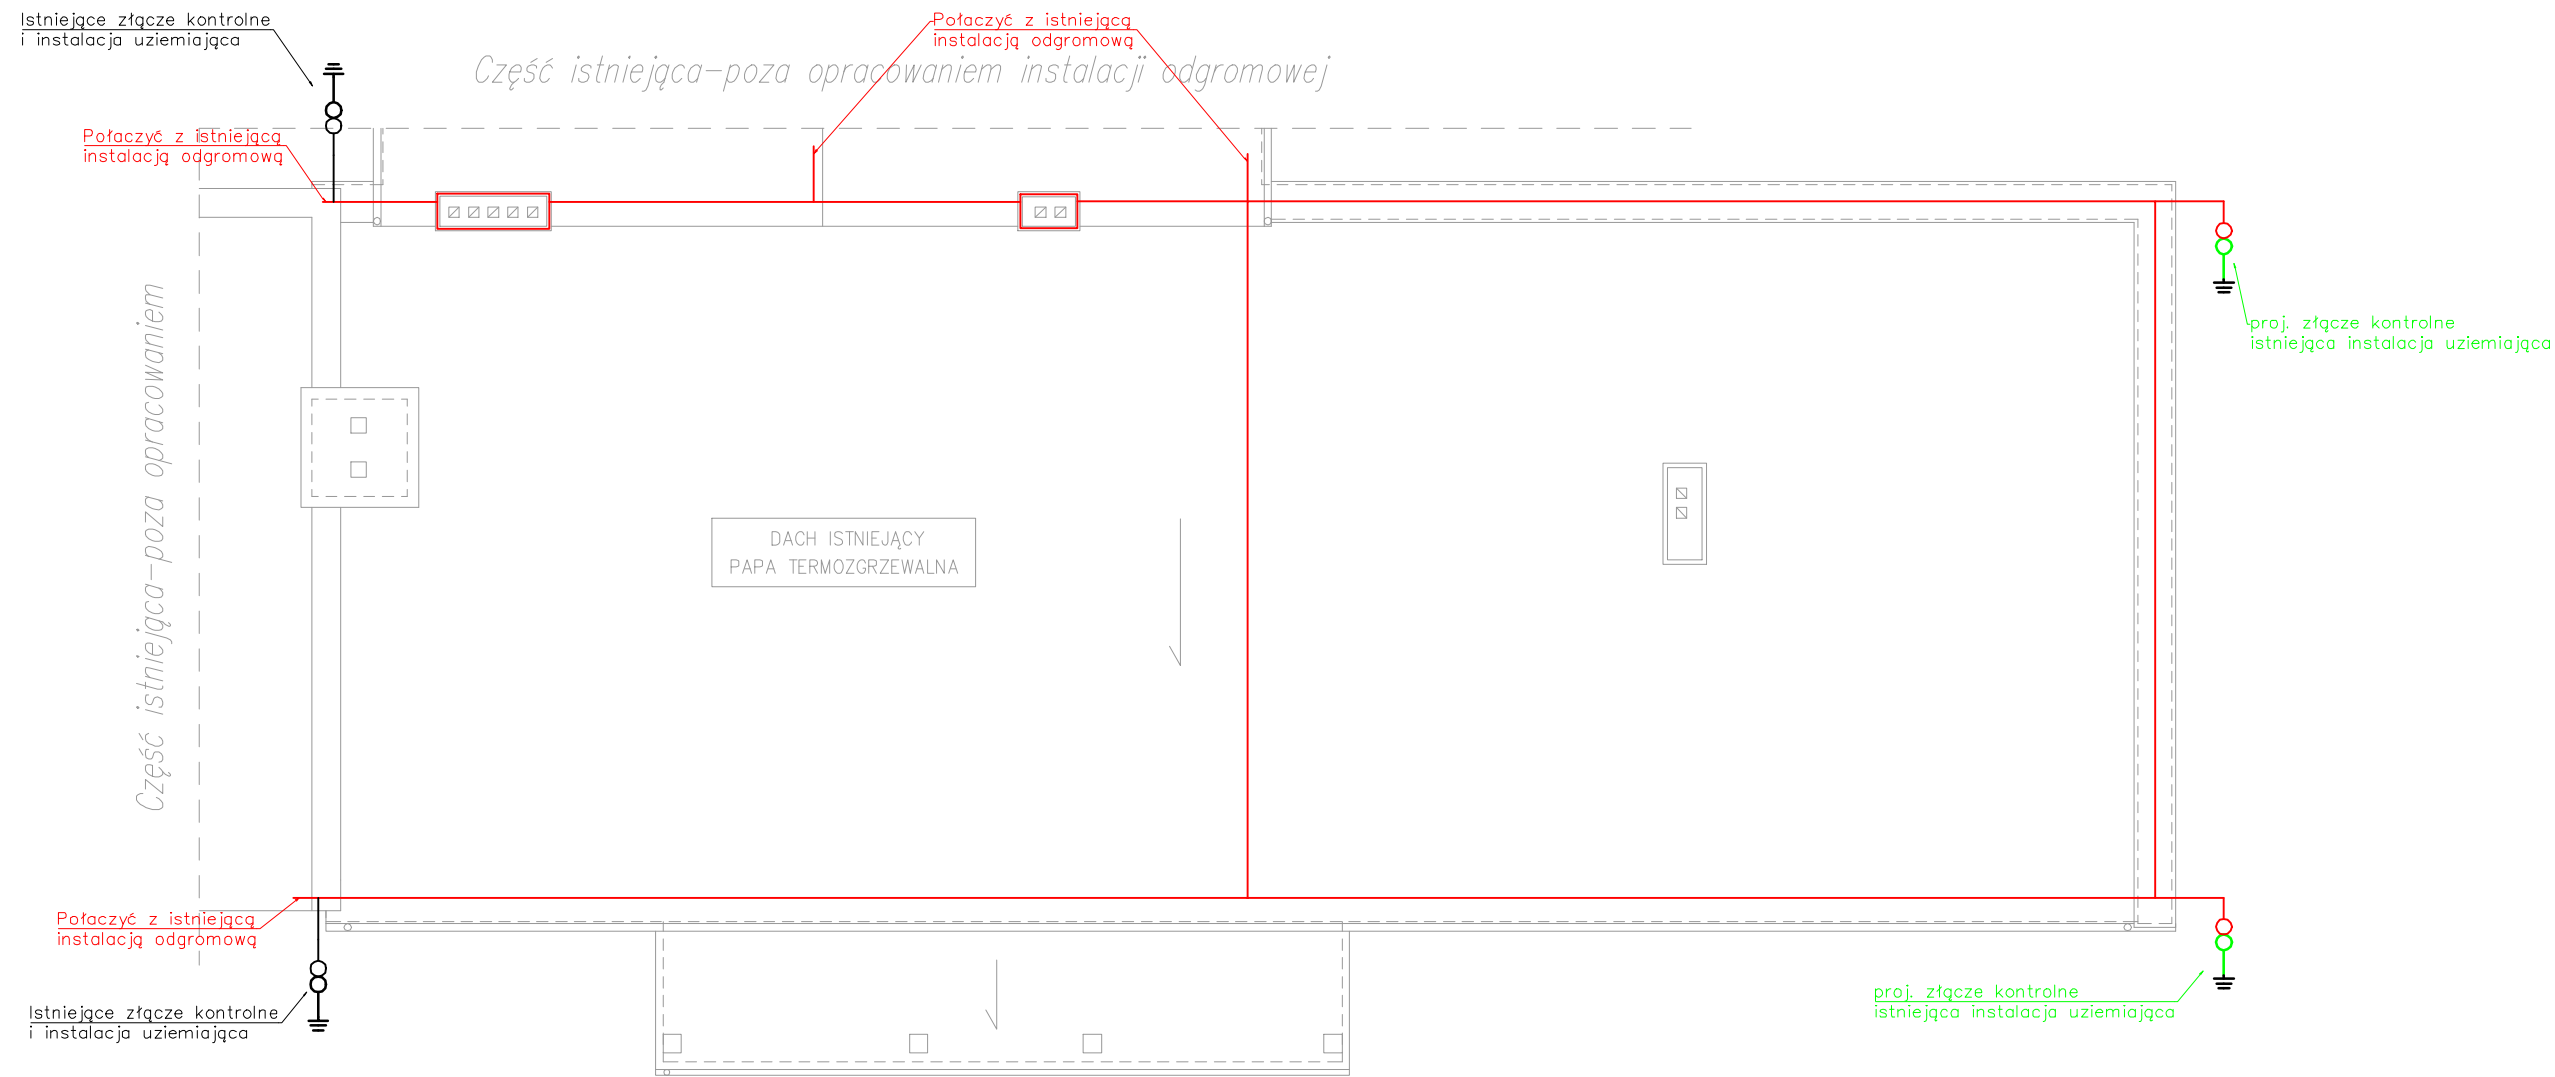 Istniejące złącze kontrolne
i instalacja uziemiająca
Połaczyć z istniejącą
instalacją odgromową
Część istniejąca-poza opracowaniem instalacji odgromowej
Połaczyć z istniejącą
instalacją odgromową
proj. złącze kontrolne
istniejąca instalacja uziemiająca
Część istniejąca-poza opracowaniem
DACH ISTNIEJĄCY
PAPA TERMOZGRZEWALNA
Połaczyć z istniejącą
instalacją odgromową
Istniejące złącze kontrolne
i instalacja uziemiająca
proj. złącze kontrolne
istniejąca instalacja uziemiająca